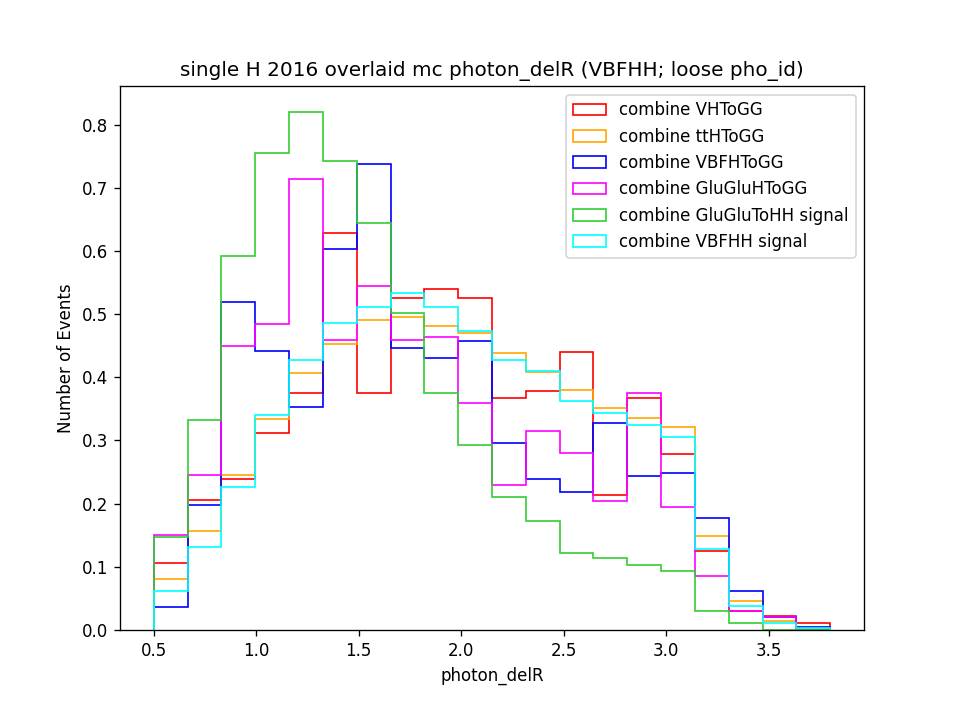 single H 2016 overlaid mc photon_delR (VBFHH; loose pho_id)
combine VHToGG
combine ttHToGG
combine VBFHToGG
combine GluGluHToGG
combine GluGluToHH signal
combine VBFHH signal
Number of Events
0.8
0.7
0.6
0.5
0.4
0.3
0.2
0.1
0.0
0.5 1.0 1.5 2.0 2.5 3.0 3.5
photon_delR